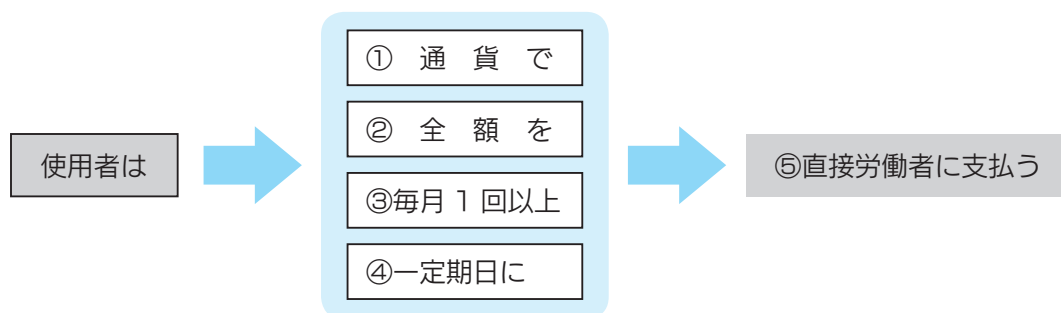 使用者は
① 通 貨 で
② 全 額 を
③毎月 1 回以上
④一定期日に
⑤直接労働者に支払う